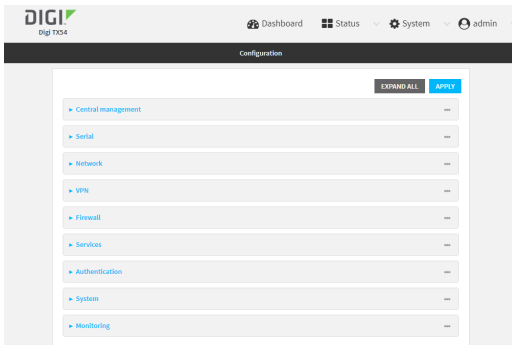 DIGI
Digi TX54
Dashboard Status System admin
Configuration
EXPAND ALL APPLY
Central management
Serial
Network
VPN
Firewall
Services
Authentication
System
Monitoring